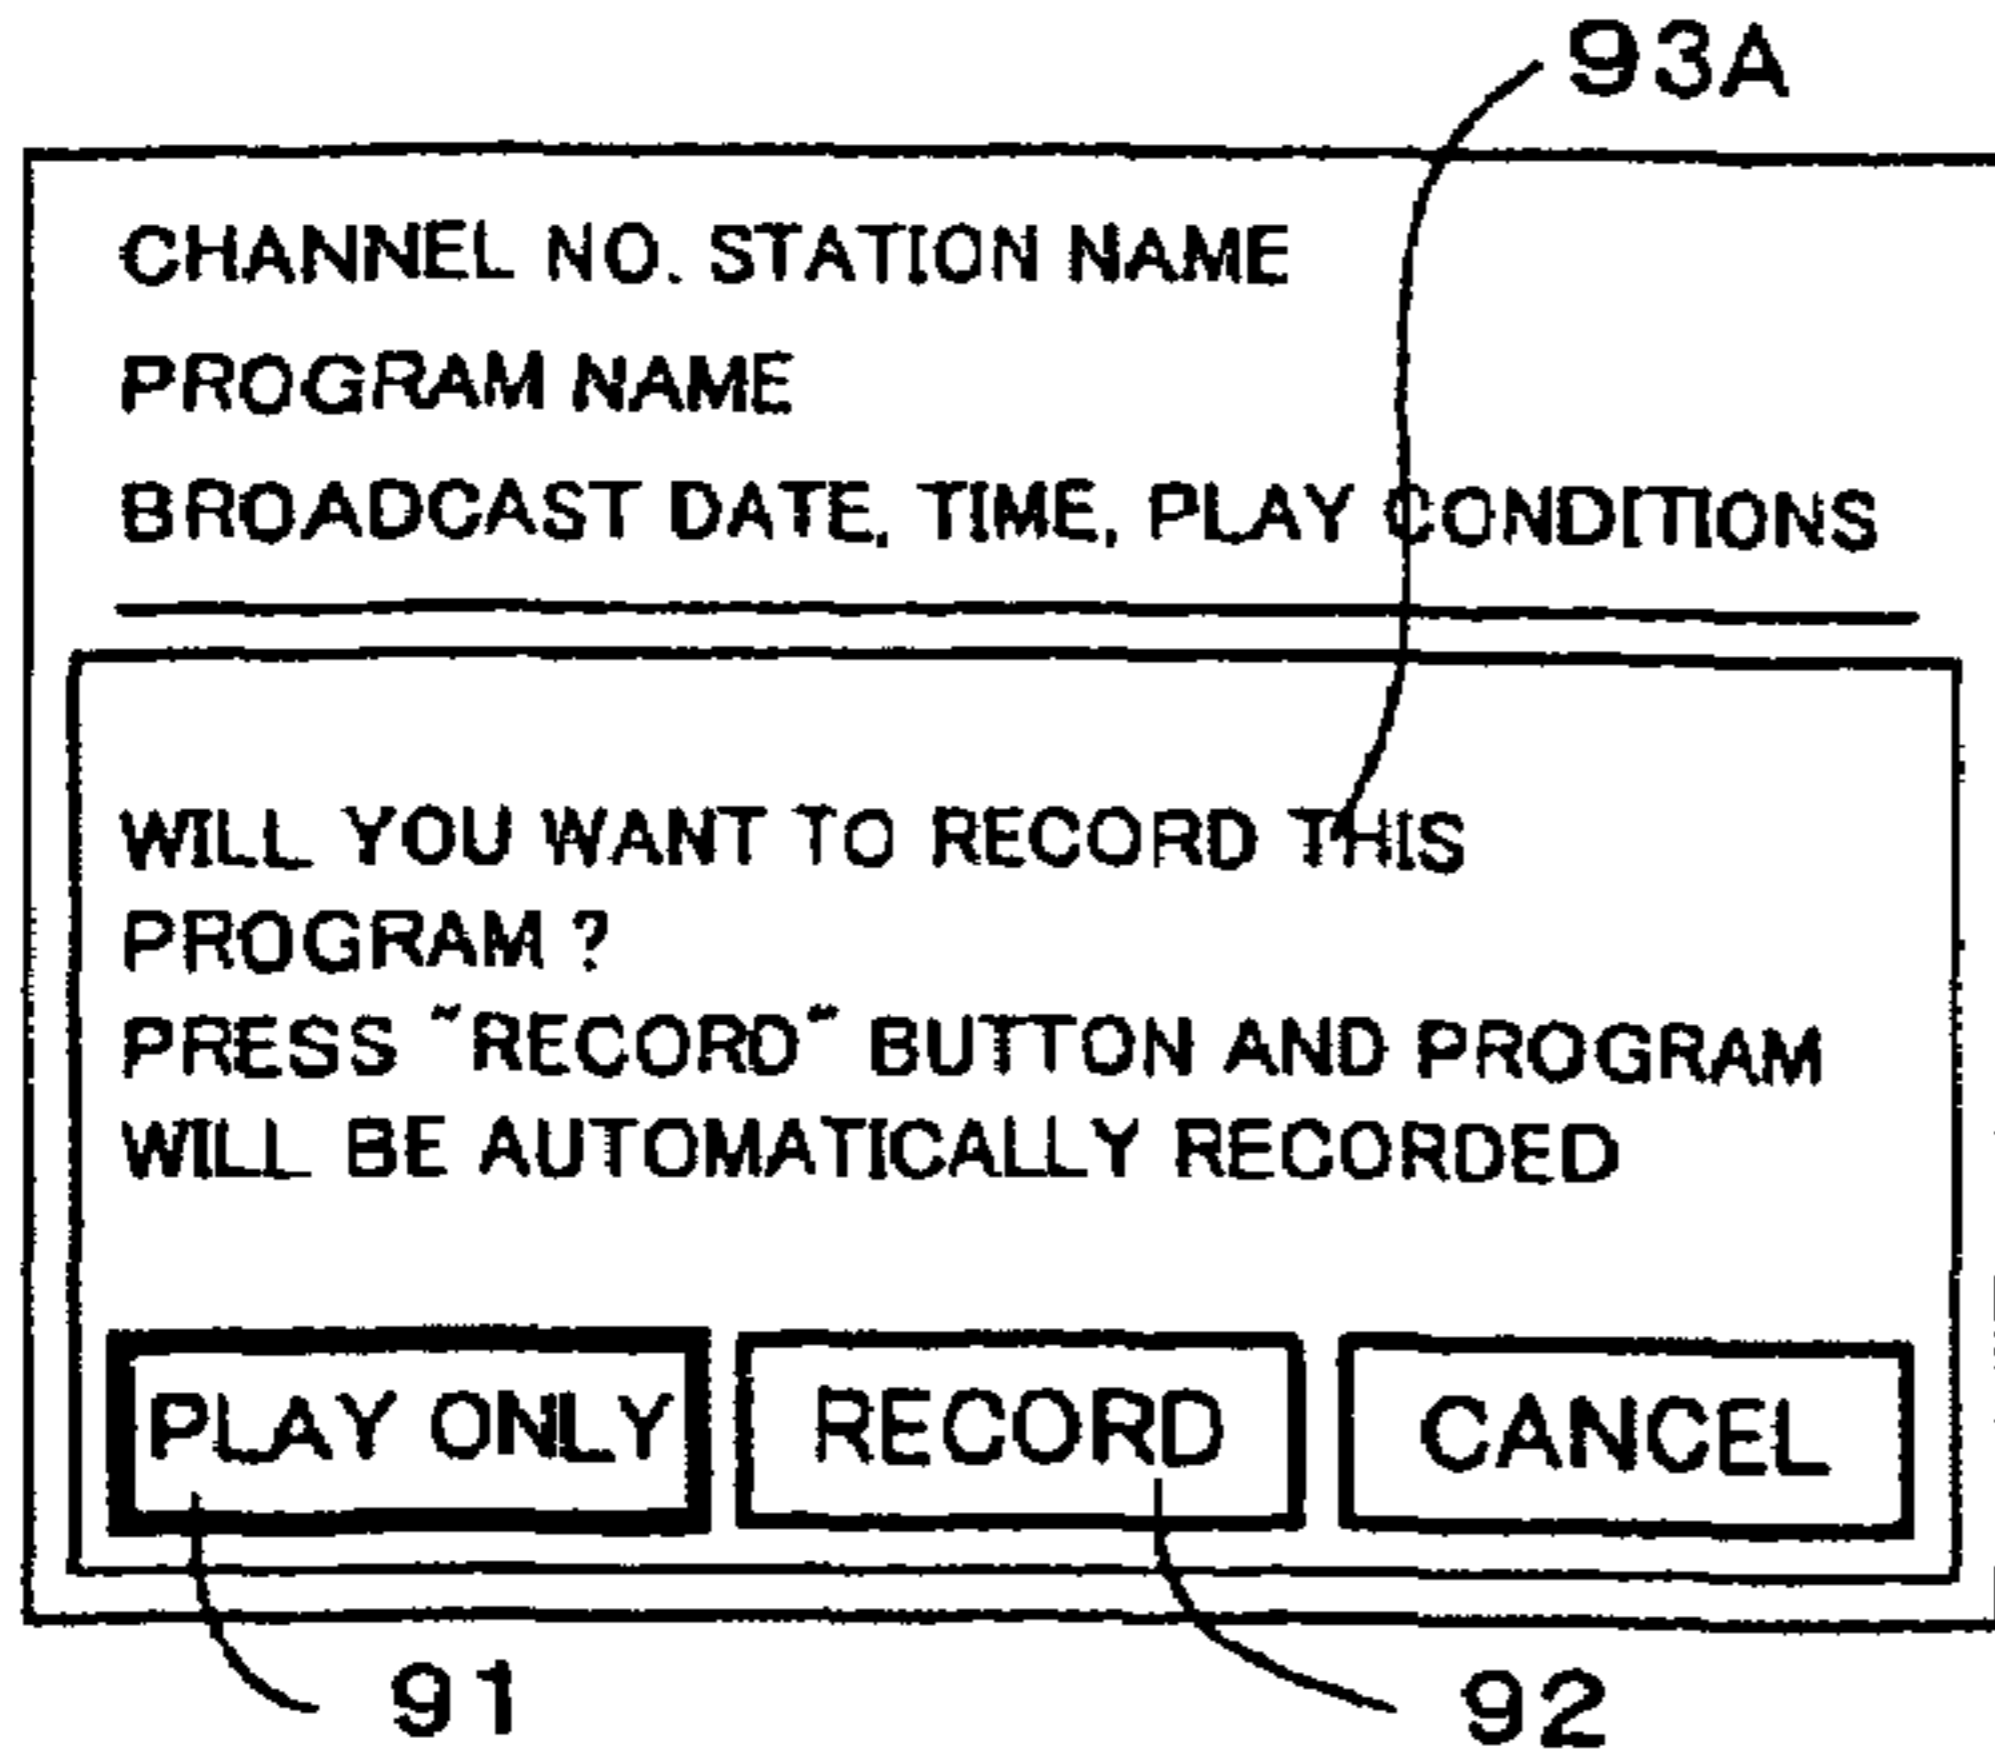 93A
CHANNEL NO. STATION NAME
PROGRAM NAME
BROADCAST DATE, TIME, PLAY CONDITIONS
WILL YOU WANT TO RECORD THIS
PROGRAM ?
PRESS "RECORD" BUTTON AND PROGRAM
WILL BE AUTOMATICALLY RECORDED
PLAY ONLY RECORD CANCEL
91 92